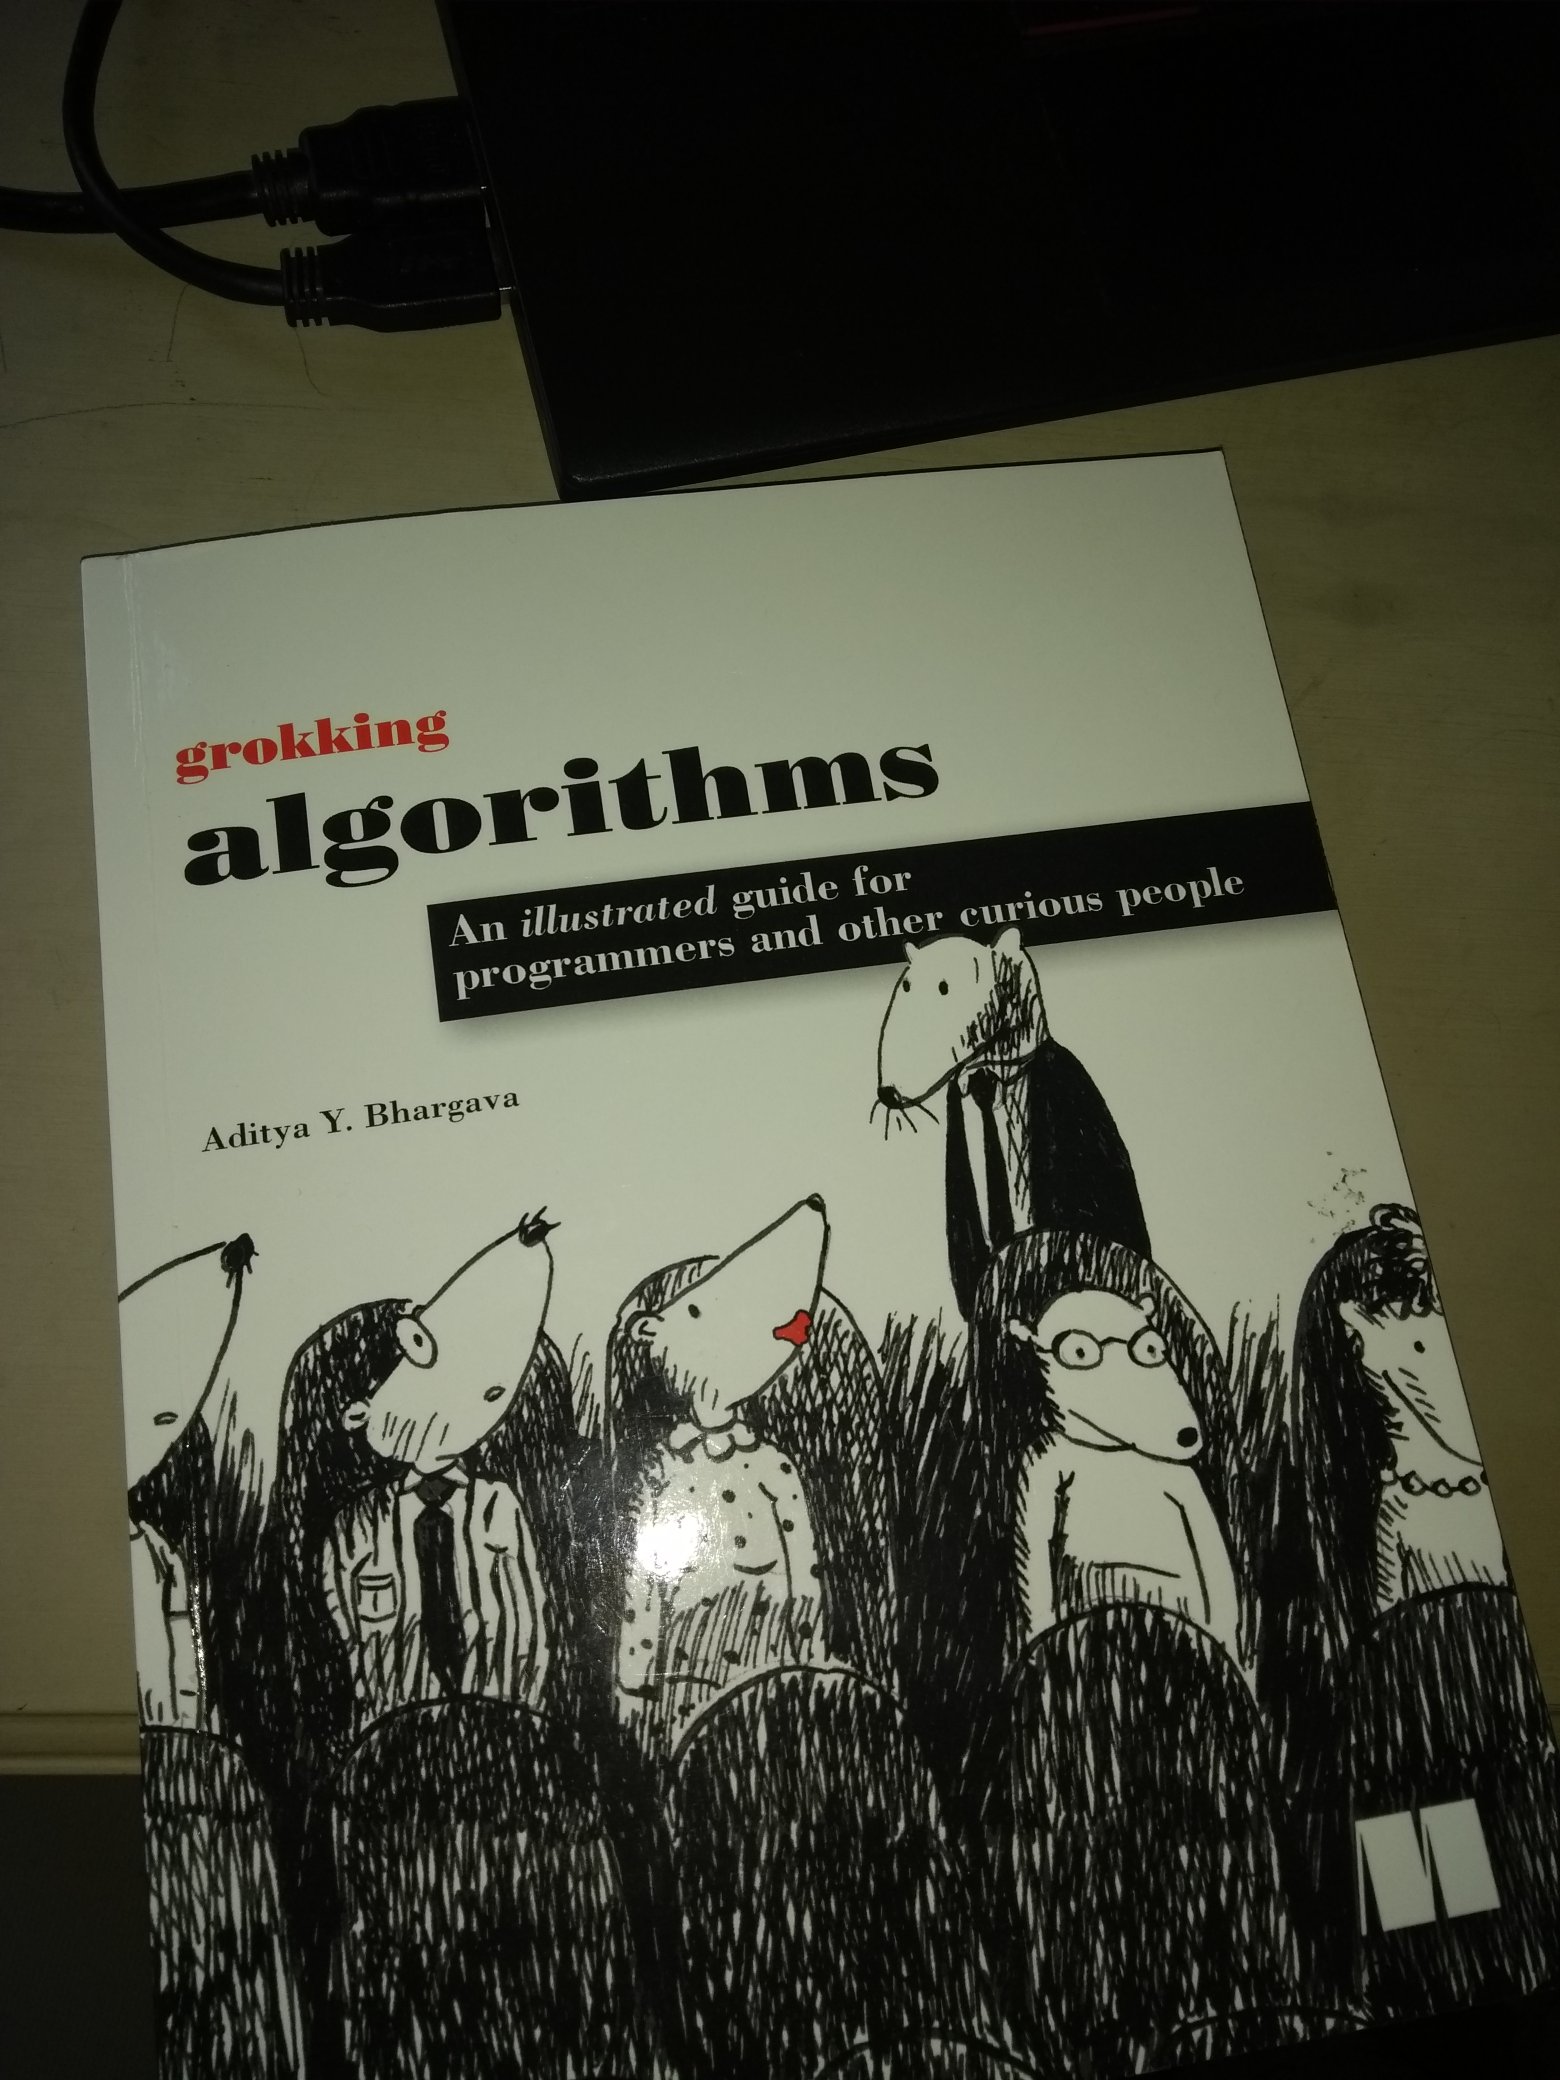 grokking
algorithms
An illustrated guide for
programmers and other curious people
Aditya Y. Bhargava